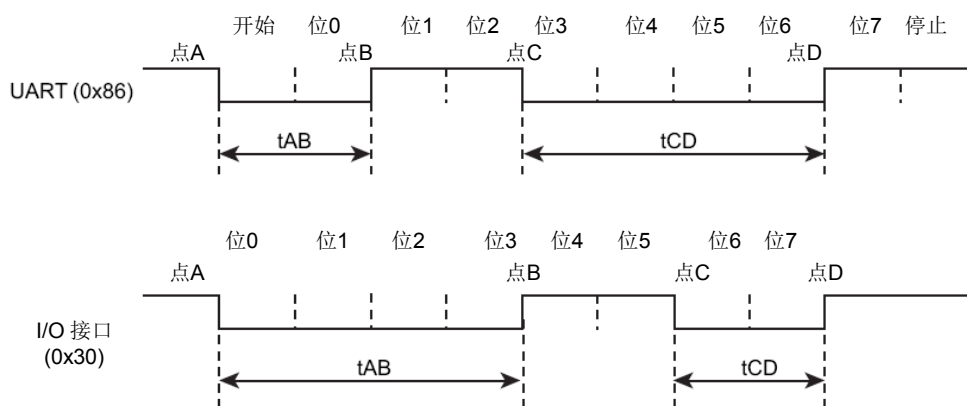 开始 位0 位1 位2 位3 位4 位5 位6 位7 停止
点A 点B 点C 点D
UART (0x86)
tAB tCD
位0 位1 位2 位3 位4 位5 位6 位7
点A 点B 点C 点D
I/O 接口
(0x30)
tAB tCD